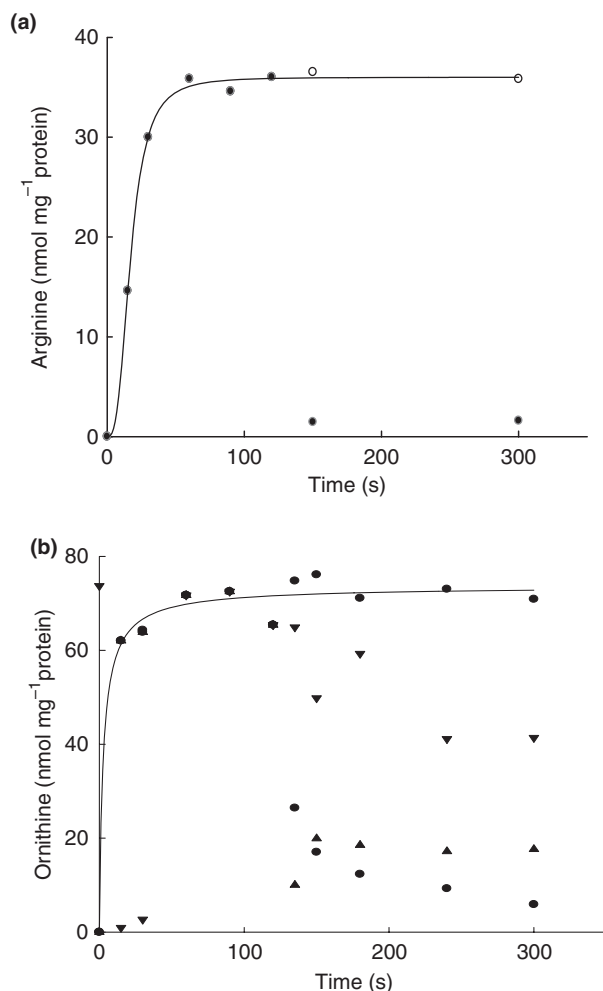 (a)
40
30
20
10
0
Arginine (nmol mg⁻¹ protein)
0 100 200 300
Time (s)
(b)
80
60
40
20
0
Ornithine (nmol mg⁻¹ protein)
0 100 200 300
Time (s)